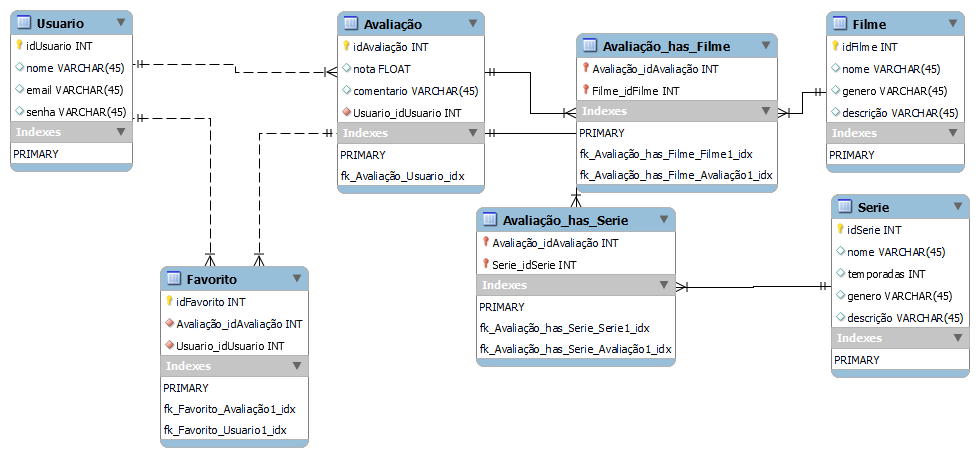 Usuario
idUsuario INT
nome VARCHAR(45)
email VARCHAR(45)
senha VARCHAR(45)
Indexes
PRIMARY
Avaliação
idAvaliação INT
nota FLOAT
comentario VARCHAR(45)
Usuario_idUsuario INT
Indexes
PRIMARY
fk_Avaliação_Usuario_idx
Avaliação_has_Filme
Avaliação_idAvaliação INT
Filme_idFilme INT
Indexes
PRIMARY
fk_Avaliação_has_Filme_Filme1_idx
fk_Avaliação_has_Filme_Avaliação1_idx
Filme
idFilme INT
nome VARCHAR(45)
genero VARCHAR(45)
descrição VARCHAR(45)
Indexes
PRIMARY
Favorito
idFavorito INT
Avaliação_idAvaliação INT
Usuario_idUsuario INT
Indexes
PRIMARY
fk_Favorito_Avaliação1_idx
fk_Favorito_Usuario1_idx
Avaliação_has_Serie
Avaliação_idAvaliação INT
Serie_idSerie INT
Indexes
PRIMARY
fk_Avaliação_has_Serie_Serie1_idx
fk_Avaliação_has_Serie_Avaliação1_idx
Serie
idSerie INT
nome VARCHAR(45)
temporadas INT
genero VARCHAR(45)
descrição VARCHAR(45)
Indexes
PRIMARY